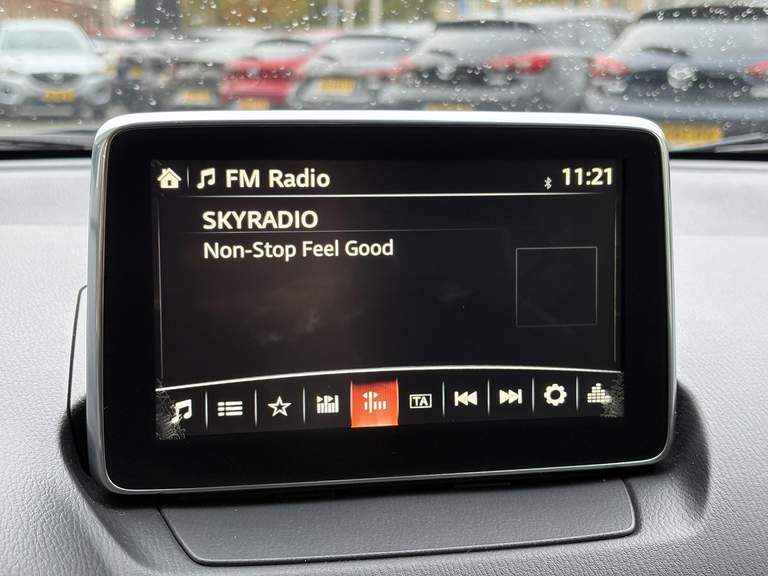 FM Radio
11:21
SKYRADIO
Non-Stop Feel Good
TA